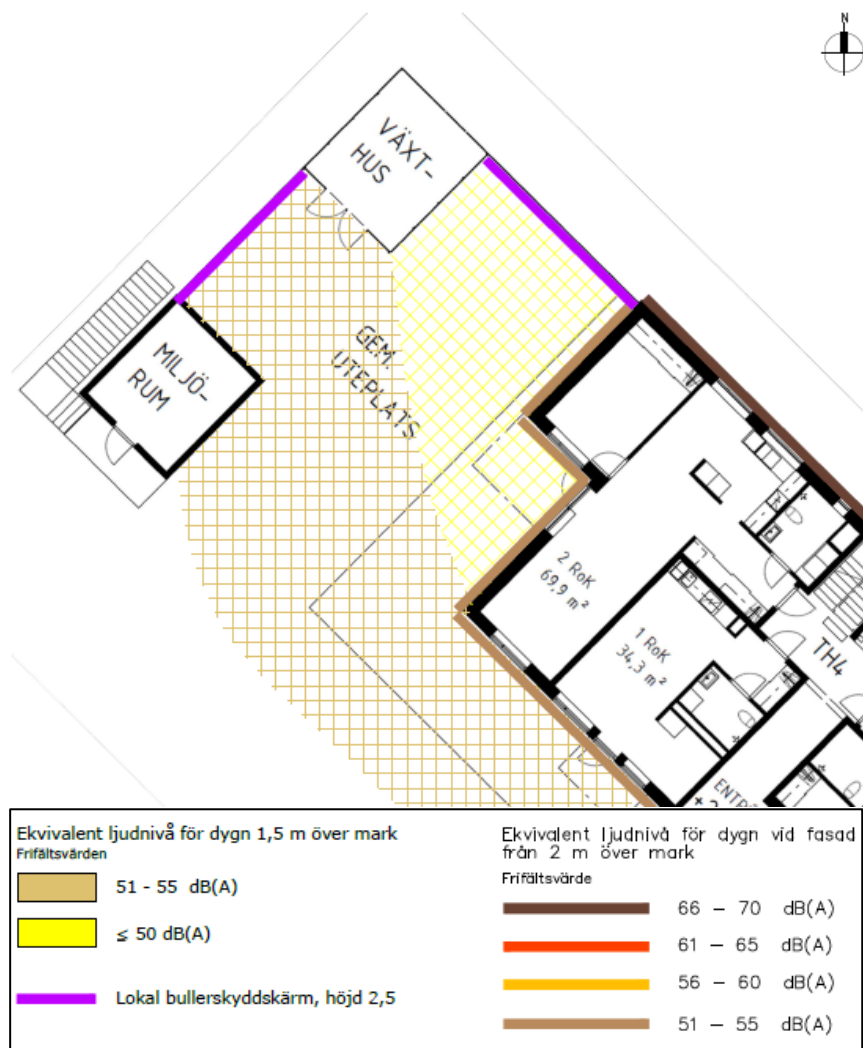 N
VÄXT-
HUS
MILJÖ-
RUM
GEM.
UTEPLATS
2 RoK
69,9 m²
1 RoK
34,3 m²
TH4
ENTRÉ
Ekvivalent ljudnivå för dygn 1,5 m över mark
Frifältsvärden
51 - 55 dB(A)
≤ 50 dB(A)
Lokal bullerskyddskärm, höjd 2,5
Ekvivalent ljudnivå för dygn vid fasad
från 2 m över mark
Frifältsvärde
66 – 70 dB(A)
61 – 65 dB(A)
56 – 60 dB(A)
51 – 55 dB(A)